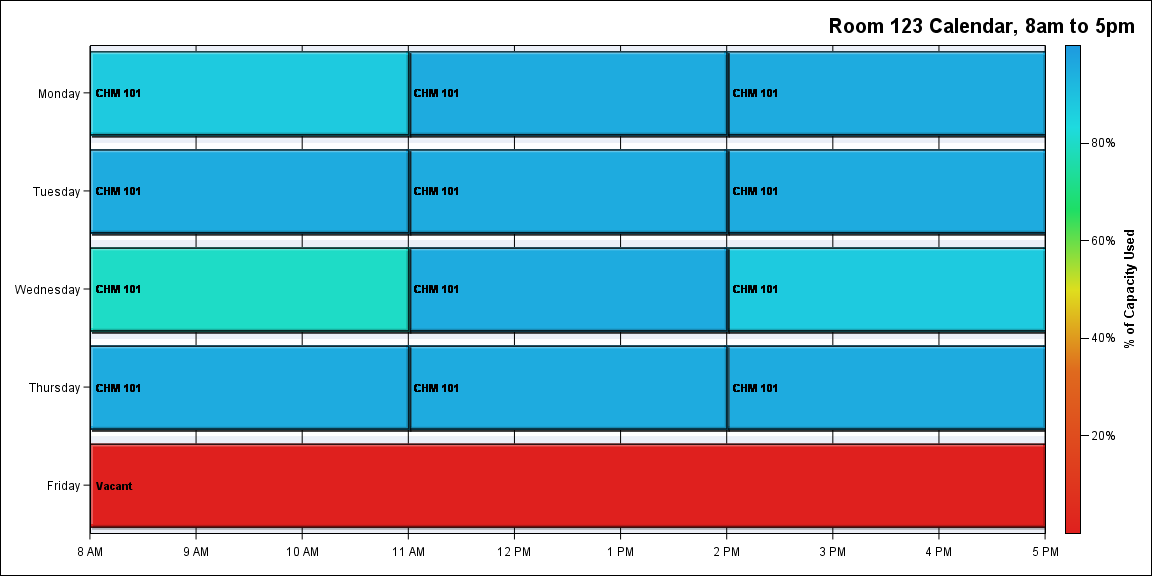 Room 123 Calendar, 8am to 5pm
Monday
CHM 101
CHM 101
CHM 101
Tuesday
CHM 101
CHM 101
CHM 101
Wednesday
CHM 101
CHM 101
CHM 101
Thursday
CHM 101
CHM 101
CHM 101
Friday
Vacant
8 AM
9 AM
10 AM
11 AM
12 PM
1 PM
2 PM
3 PM
4 PM
5 PM
80%
60%
40%
20%
% of Capacity Used